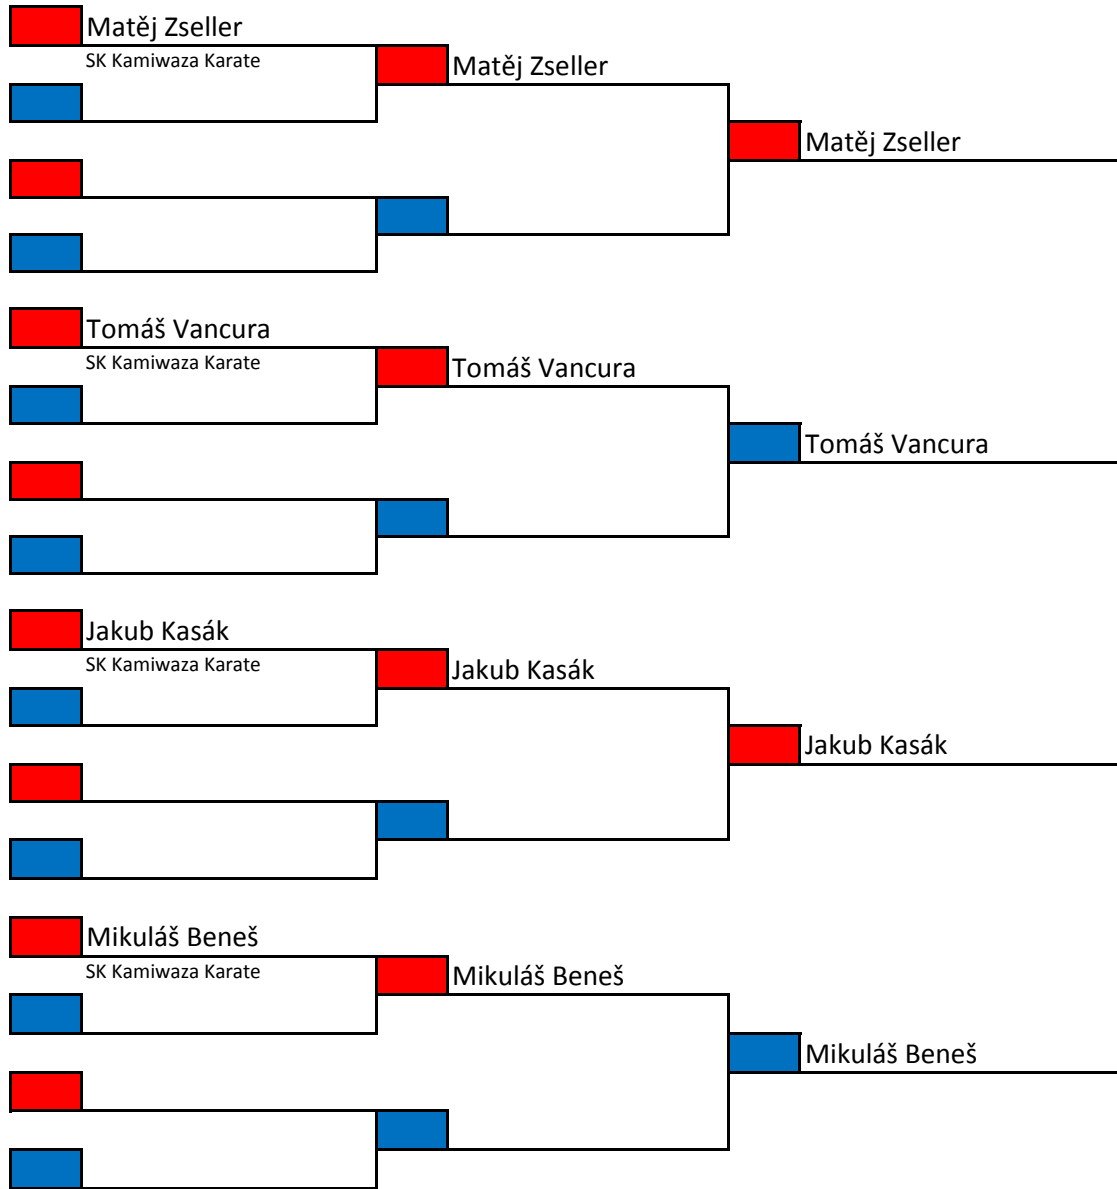 Matěj Zseller
SK Kamiwaza Karate
Matěj Zseller
Matěj Zseller
Tomáš Vancura
SK Kamiwaza Karate
Tomáš Vancura
Tomáš Vancura
Jakub Kasák
SK Kamiwaza Karate
Jakub Kasák
Jakub Kasák
Mikuláš Beneš
SK Kamiwaza Karate
Mikuláš Beneš
Mikuláš Beneš